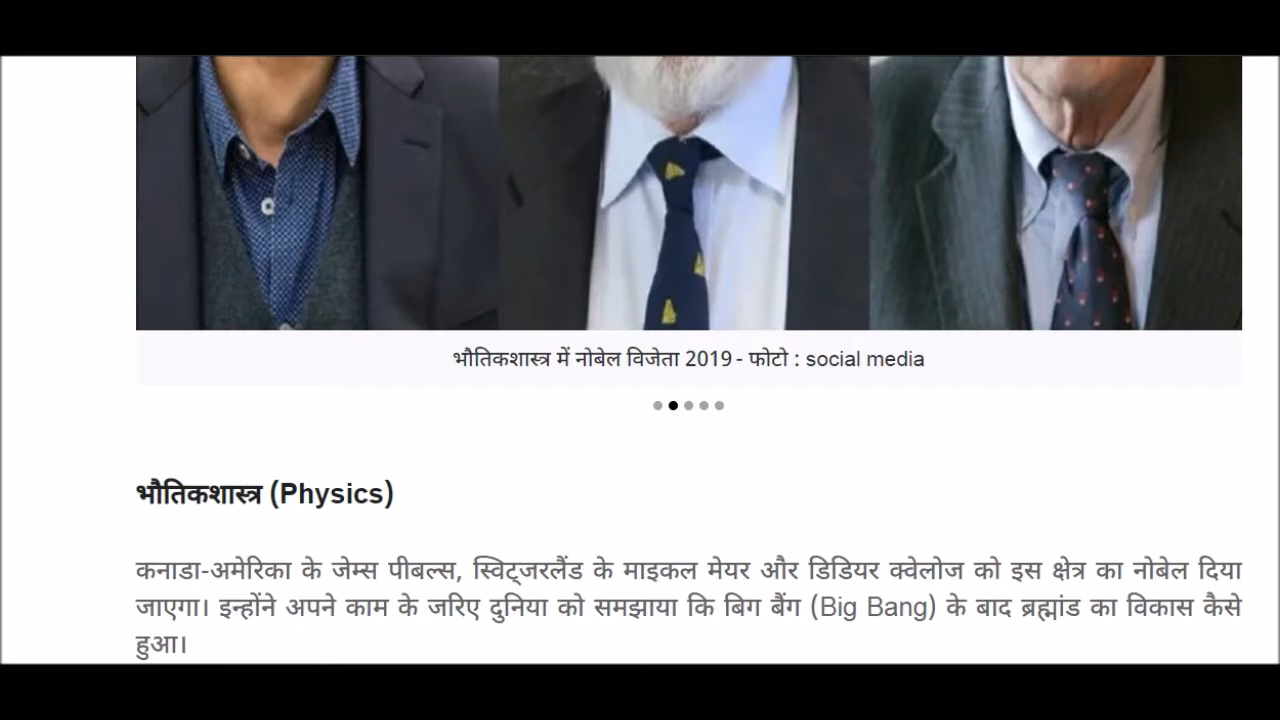 भौतिकशास्त्र में नोबेल विजेता 2019 - फोटो : social media
भौतिकशास्त्र (Physics)
कनाडा-अमेरिका के जेम्स पीबल्स, स्विट्जरलैंड के माइकल मेयर और डिडियर क्वेलोज को इस क्षेत्र का नोबेल दिया
जाएगा। इन्होंने अपने काम के जरिए दुनिया को समझाया कि बिग बैंग (Big Bang) के बाद ब्रह्मांड का विकास कैसे
हुआ।